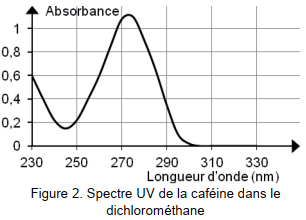 Absorbance
1
0,8
0,6
0,4
0,2
0
230 250 270 290 310 330
Longueur d'onde (nm)
Figure 2. Spectre UV de la caféine dans le
dichlorométhane